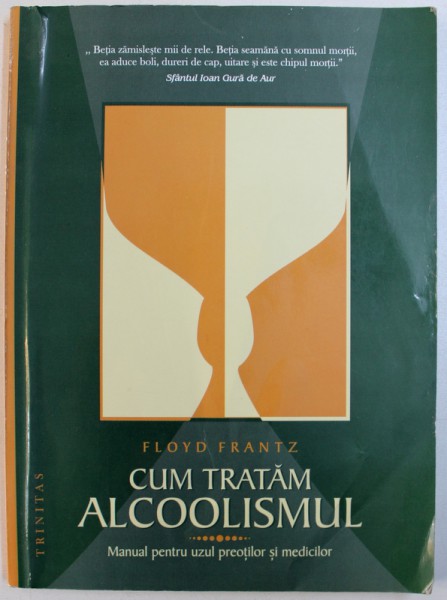 ,, Beția zămislește mii de rele. Beția seamănă cu somnul morții,
ea aduce boli, dureri de cap, uitare și este chipul morții."
Sfântul Ioan Gură de Aur
FLOYD FRANTZ
CUM TRATĂM
ALCOOLISMUL
Manual pentru uzul preoților și medicilor
TRINITAS